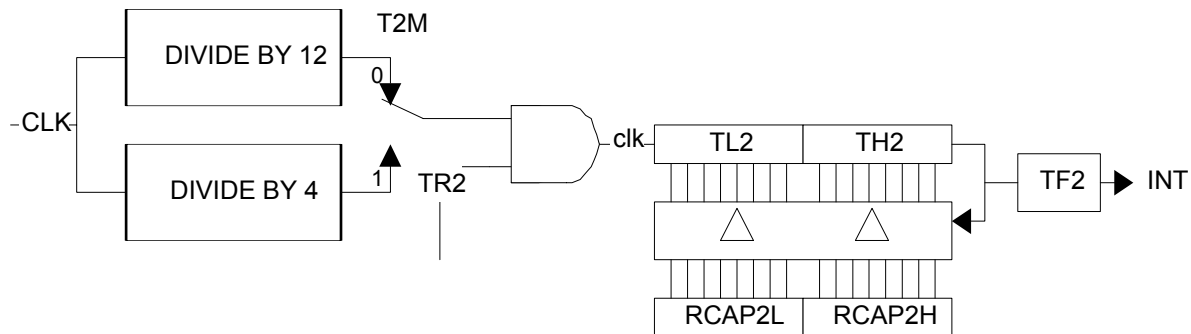 T2M
DIVIDE BY 12
0
CLK
DIVIDE BY 4
1
TR2
clk
TL2
TH2
TF2
INT
RCAP2L
RCAP2H